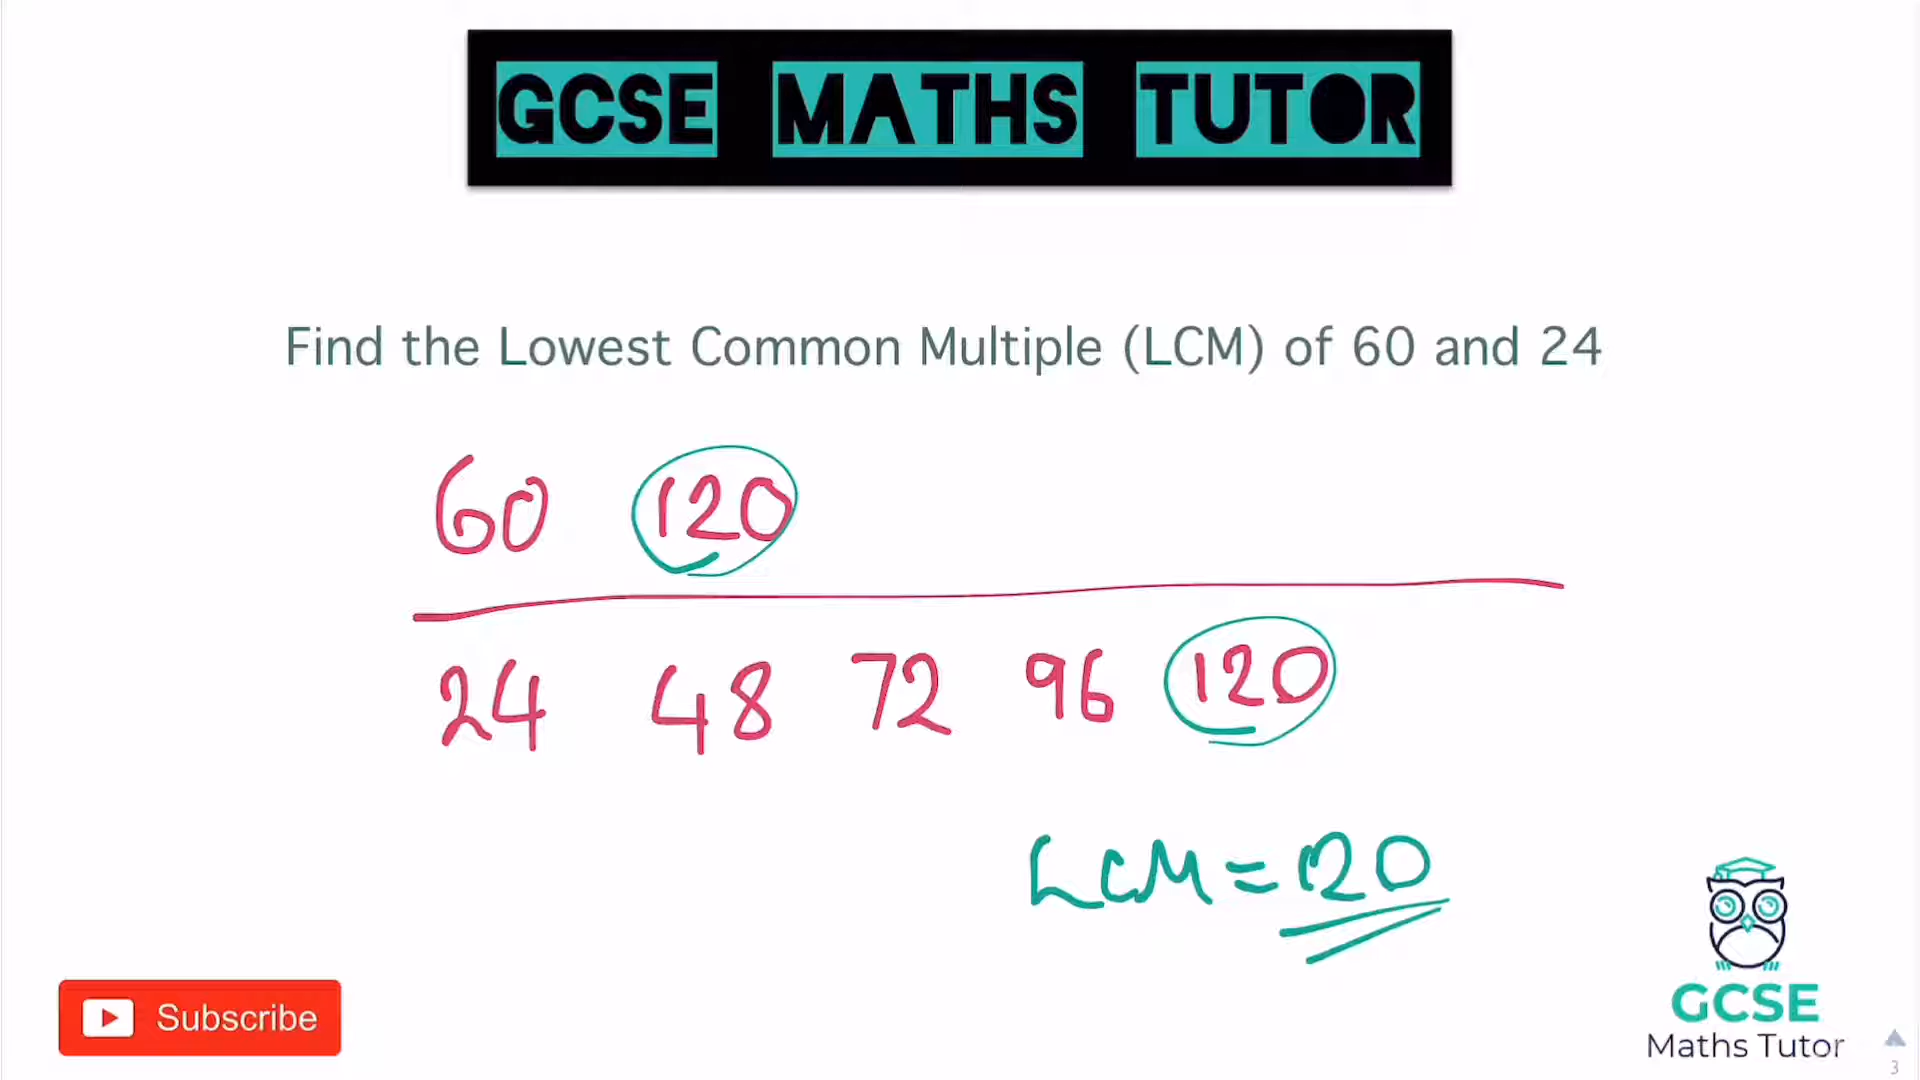 GCSE MATHS TUTOR
Find the Lowest Common Multiple (LCM) of 60 and 24
60 120
24 48 72 96 120
LCM = 120
Subscribe
GCSE
Maths Tutor
3